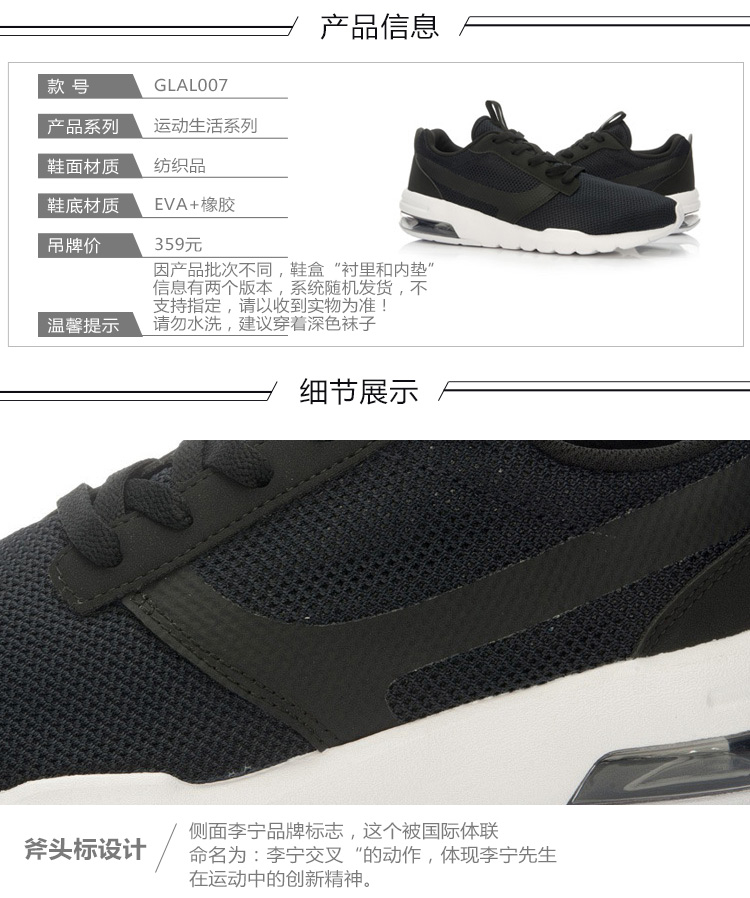 产品信息
款 号 GLAL007
产品系列 运动生活系列
鞋面材质 纺织品
鞋底材质 EVA+橡胶
吊牌价 359元
因产品批次不同，鞋盒“衬里和内垫”
信息有两个版本，系统随机发货，不
支持指定，请以收到实物为准！
温馨提示 请勿水洗，建议穿着深色袜子
细节展示
斧头标设计
侧面李宁品牌标志，这个被国际体联
命名为：李宁交叉“的动作，体现李宁先生
在运动中的创新精神。